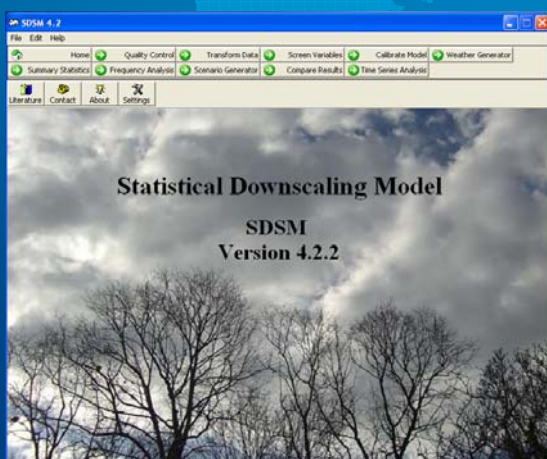 SDSM 4.2
File Edit Help
Home Quality Control Transform Data Screen Variables Calibrate Model Weather Generator
Summary Statistics Frequency Analysis Scenario Generator Compare Results Time Series Analysis
Literature Contact About Settings
Statistical Downscaling Model
SDSM
Version 4.2.2